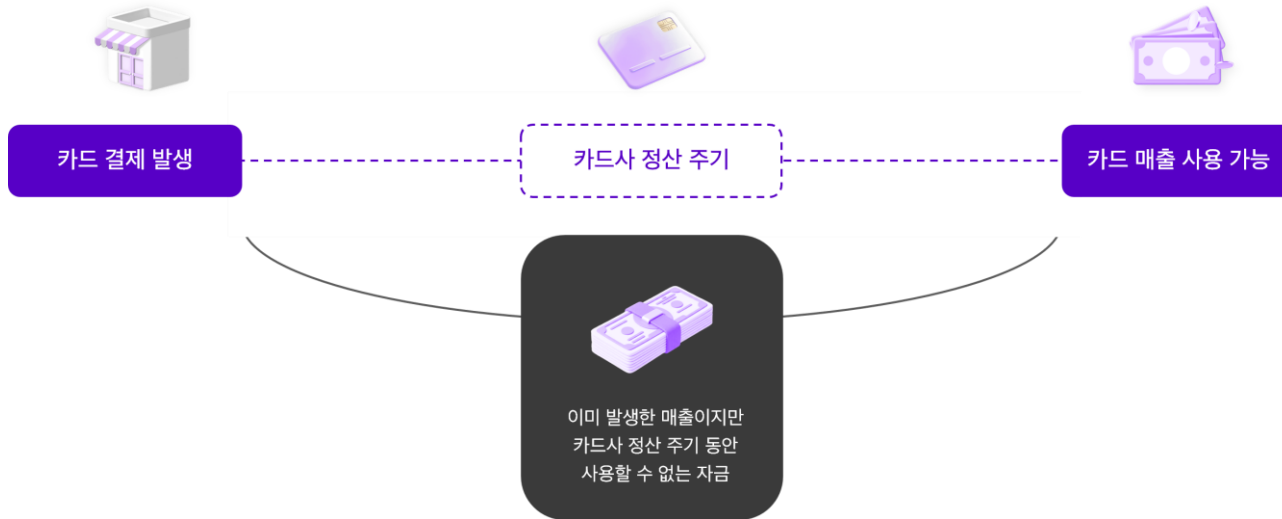 카드 결제 발생
카드사 정산 주기
카드 매출 사용 가능
이미 발생한 매출이지만
카드사 정산 주기 동안
사용할 수 없는 자금